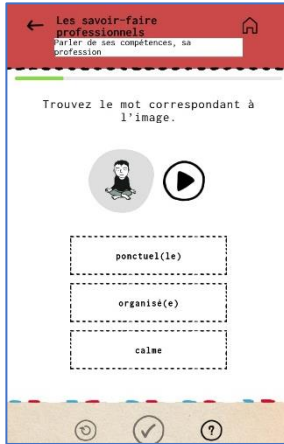 Les savoir-faire
professionnels
Parler de ses compétences, sa
profession
Trouvez le mot correspondant à
l'image.
ponctuel(le)
organisé(e)
calme
?